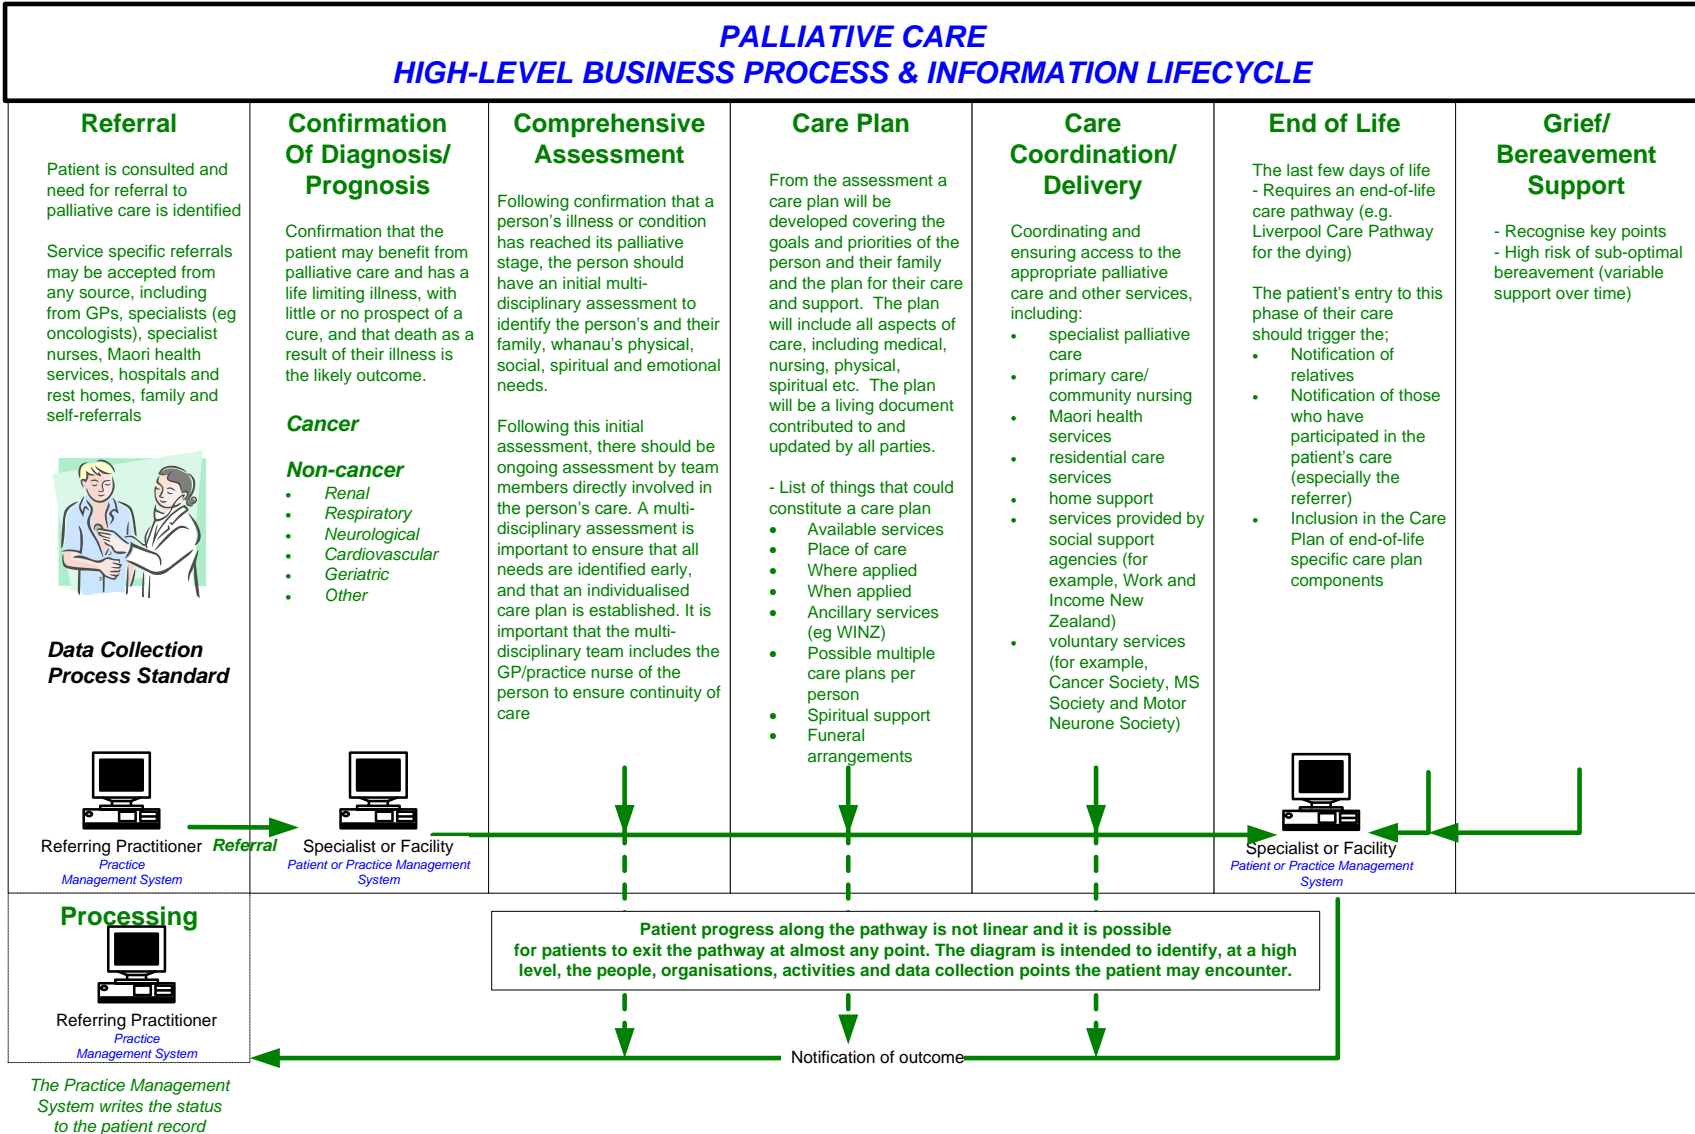 PALLIATIVE CARE
HIGH-LEVEL BUSINESS PROCESS & INFORMATION LIFECYCLE
Referral
Patient is consulted and
need for referral to
palliative care is identified
Service specific referrals
may be accepted from
any source, including
from GPs, specialists (eg
oncologists), specialist
nurses, Maori health
services, hospitals and
rest homes, family and
self-referrals
Data Collection
Process Standard
Referring Practitioner
Practice
Management System
Referral
Confirmation
Of Diagnosis/
Prognosis
Confirmation that the
patient may benefit from
palliative care and has a
life limiting illness, with
little or no prospect of a
cure, and that death as a
result of their illness is
the likely outcome.
Cancer
Non-cancer
• Renal
• Respiratory
• Neurological
• Cardiovascular
• Geriatric
• Other
Specialist or Facility
Patient or Practice Management
System
Comprehensive
Assessment
Following confirmation that a
person's illness or condition
has reached its palliative
stage, the person should
have an initial multi-
disciplinary assessment to
identify the person's and their
family, whanau's physical,
social, spiritual and emotional
needs.
Following this initial
assessment, there should be
ongoing assessment by team
members directly involved in
the person's care. A multi-
disciplinary assessment is
important to ensure that all
needs are identified early,
and that an individualised
care plan is established. It is
important that the multi-
disciplinary team includes the
GP/practice nurse of the
person to ensure continuity of
care
Care Plan
From the assessment a
care plan will be
developed covering the
goals and priorities of the
person and their family
and the plan for their care
and support. The plan
will include all aspects of
care, including medical,
nursing, physical,
spiritual etc. The plan
will be a living document
contributed to and
updated by all parties.
- List of things that could
constitute a care plan
• Available services
• Place of care
• Where applied
• When applied
• Ancillary services
(eg WINZ)
• Possible multiple
care plans per
person
• Spiritual support
• Funeral
arrangements
Care
Coordination/
Delivery
Coordinating and
ensuring access to the
appropriate palliative
care and other services,
including:
• specialist palliative
care
• primary care/
community nursing
• Maori health
services
• residential care
services
• home support
• services provided by
social support
agencies (for
example, Work and
Income New
Zealand)
• voluntary services
(for example,
Cancer Society, MS
Society and Motor
Neurone Society)
End of Life
The last few days of life
- Requires an end-of-life
care pathway (e.g.
Liverpool Care Pathway
for the dying)
The patient's entry to this
phase of their care
should trigger the;
• Notification of
relatives
• Notification of those
who have
participated in the
patient's care
(especially the
referrer)
• Inclusion in the Care
Plan of end-of-life
specific care plan
components
Specialist or Facility
Patient or Practice Management
System
Grief/
Bereavement
Support
- Recognise key points
- High risk of sub-optimal
bereavement (variable
support over time)
Processing
Referring Practitioner
Practice
Management System
The Practice Management
System writes the status
to the patient record
Patient progress along the pathway is not linear and it is possible
for patients to exit the pathway at almost any point. The diagram is intended to identify, at a high
level, the people, organisations, activities and data collection points the patient may encounter.
Notification of outcome